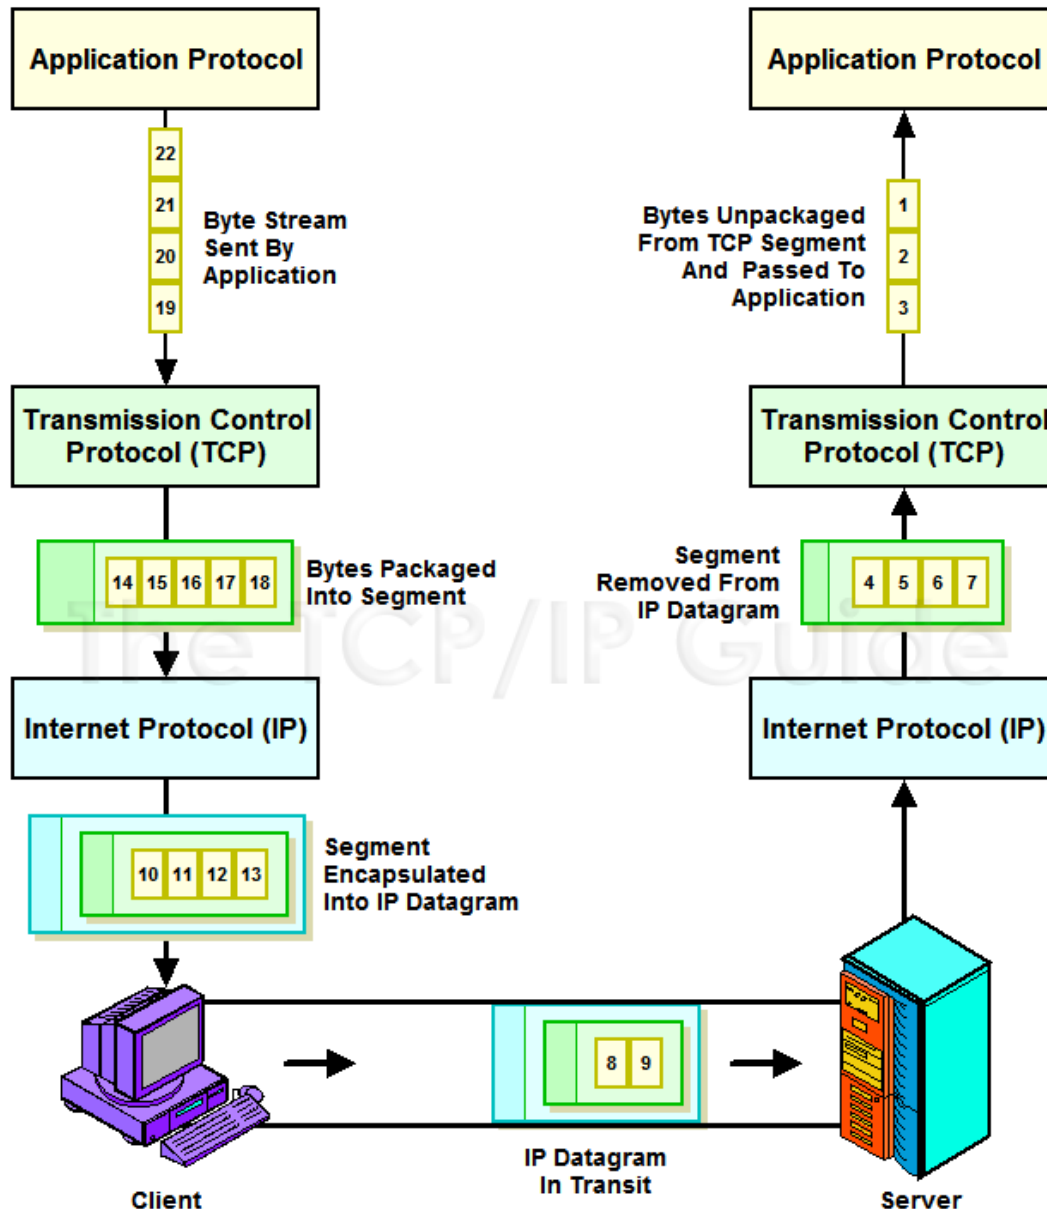 Application Protocol
22
21
20
19
Byte Stream
Sent By
Application
Transmission Control
Protocol (TCP)
14 15 16 17 18
Bytes Packaged
Into Segment
Internet Protocol (IP)
10 11 12 13
Segment
Encapsulated
Into IP Datagram
Client
8 9
IP Datagram
In Transit
Application Protocol
1
2
3
Bytes Unpackaged
From TCP Segment
And Passed To
Application
Transmission Control
Protocol (TCP)
4 5 6 7
Segment
Removed From
IP Datagram
Internet Protocol (IP)
Server
The TCP/IP Guide